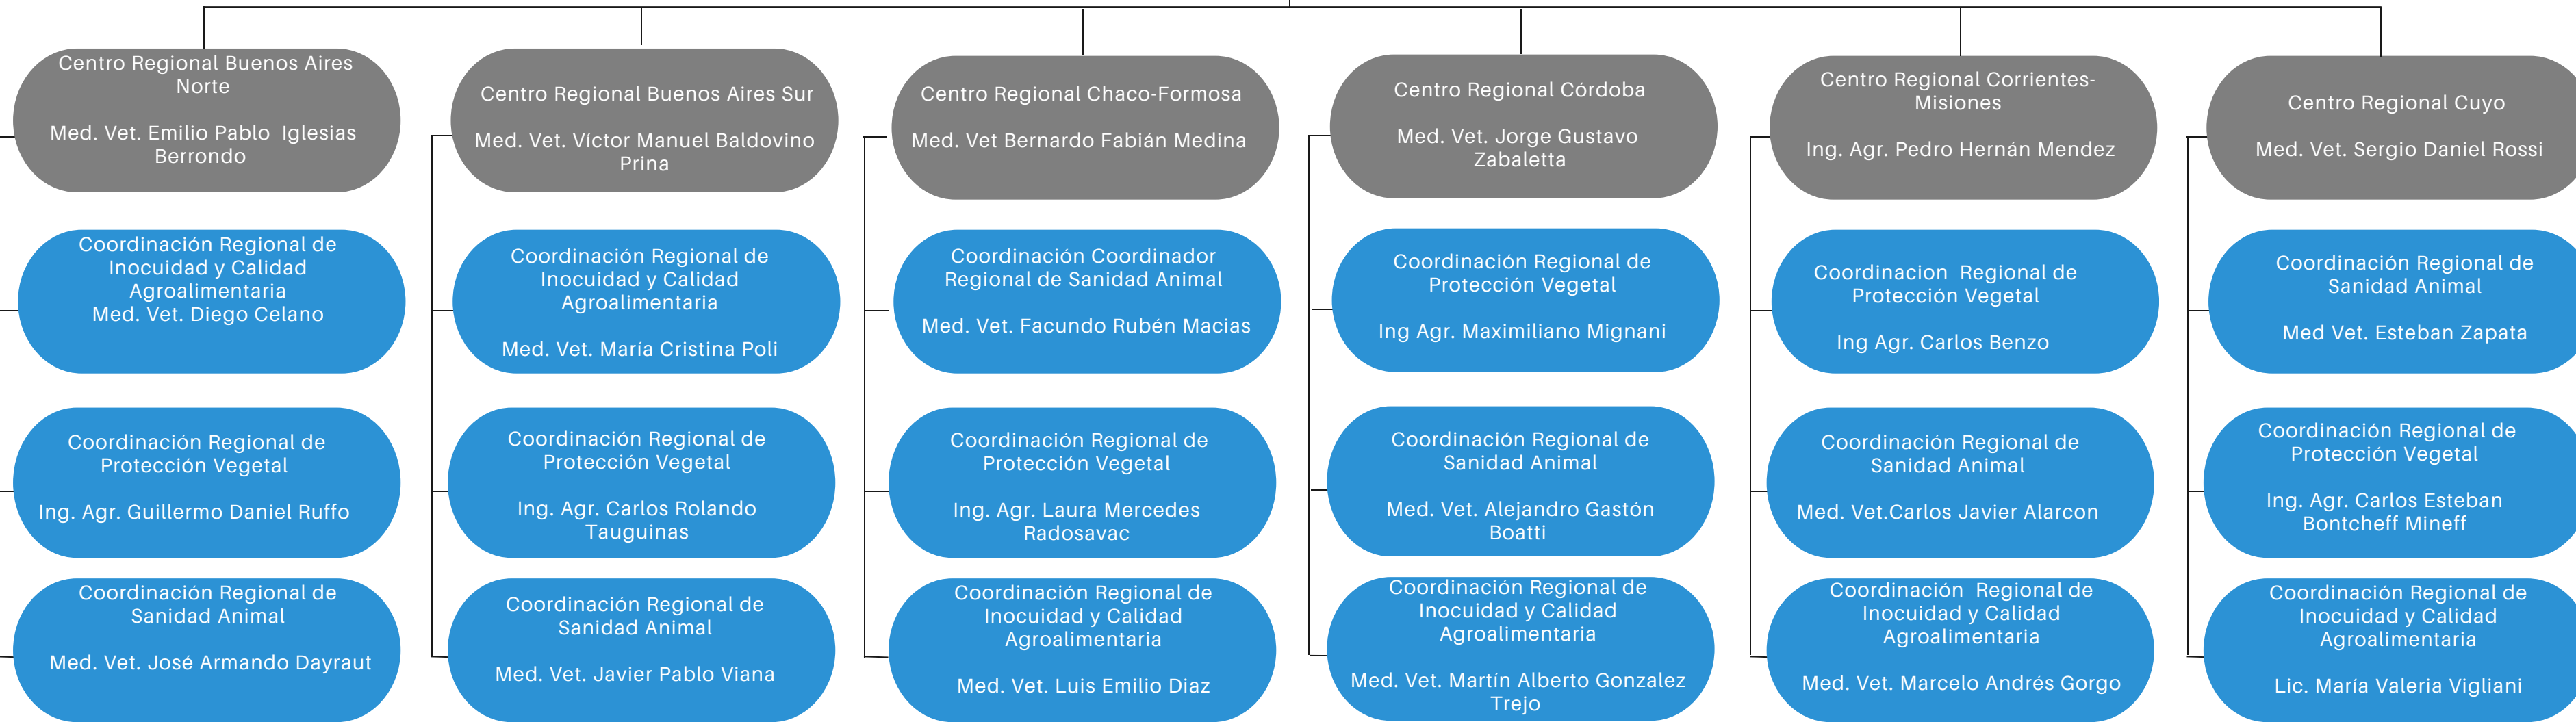 Centro Regional Buenos Aires
Norte
Med. Vet. Emilio Pablo  Iglesias
Berrondo
Coordinación Regional de
Inocuidad y Calidad
Agroalimentaria
Med. Vet. Diego Celano
Coordinación Regional de
Protección Vegetal
Ing. Agr. Guillermo Daniel Ruffo
Coordinación Regional de
Sanidad Animal
Med. Vet. José Armando Dayraut
Centro Regional Buenos Aires Sur
Med. Vet. Víctor Manuel Baldovino
Prina
Coordinación Regional de
Inocuidad y Calidad
Agroalimentaria
Med. Vet. María Cristina Poli
Coordinación Regional de
Protección Vegetal
Ing. Agr. Carlos Rolando
Tauguinas
Coordinación Regional de
Sanidad Animal
Med. Vet. Javier Pablo Viana
Centro Regional Chaco-Formosa
Med. Vet Bernardo Fabián Medina
Coordinación Coordinador
Regional de Sanidad Animal
Med. Vet. Facundo Rubén Macias
Coordinación Regional de
Protección Vegetal
Ing. Agr. Laura Mercedes
Radosavac
Coordinación Regional de
Inocuidad y Calidad
Agroalimentaria
Med. Vet. Luis Emilio Diaz
Centro Regional Córdoba
Med. Vet. Jorge Gustavo
Zabaletta
Coordinación Regional de
Protección Vegetal
Ing Agr. Maximiliano Mignani
Coordinación Regional de
Sanidad Animal
Med. Vet. Alejandro Gastón
Boatti
Coordinación Regional de
Inocuidad y Calidad
Agroalimentaria
Med. Vet. Martín Alberto Gonzalez
Trejo
Centro Regional Corrientes-
Misiones
Ing. Agr. Pedro Hernán Mendez
Coordinacion  Regional de
Protección Vegetal
Ing Agr. Carlos Benzo
Coordinación Regional de
Sanidad Animal
Med. Vet.Carlos Javier Alarcon
Coordinación  Regional de
Inocuidad y Calidad
Agroalimentaria
Med. Vet. Marcelo Andrés Gorgo
Centro Regional Cuyo
Med. Vet. Sergio Daniel Rossi
Coordinación Regional de
Sanidad Animal
Med Vet. Esteban Zapata
Coordinación Regional de
Protección Vegetal
Ing. Agr. Carlos Esteban
Bontcheff Mineff
Coordinación Regional de
Inocuidad y Calidad
Agroalimentaria
Lic. María Valeria Vigliani